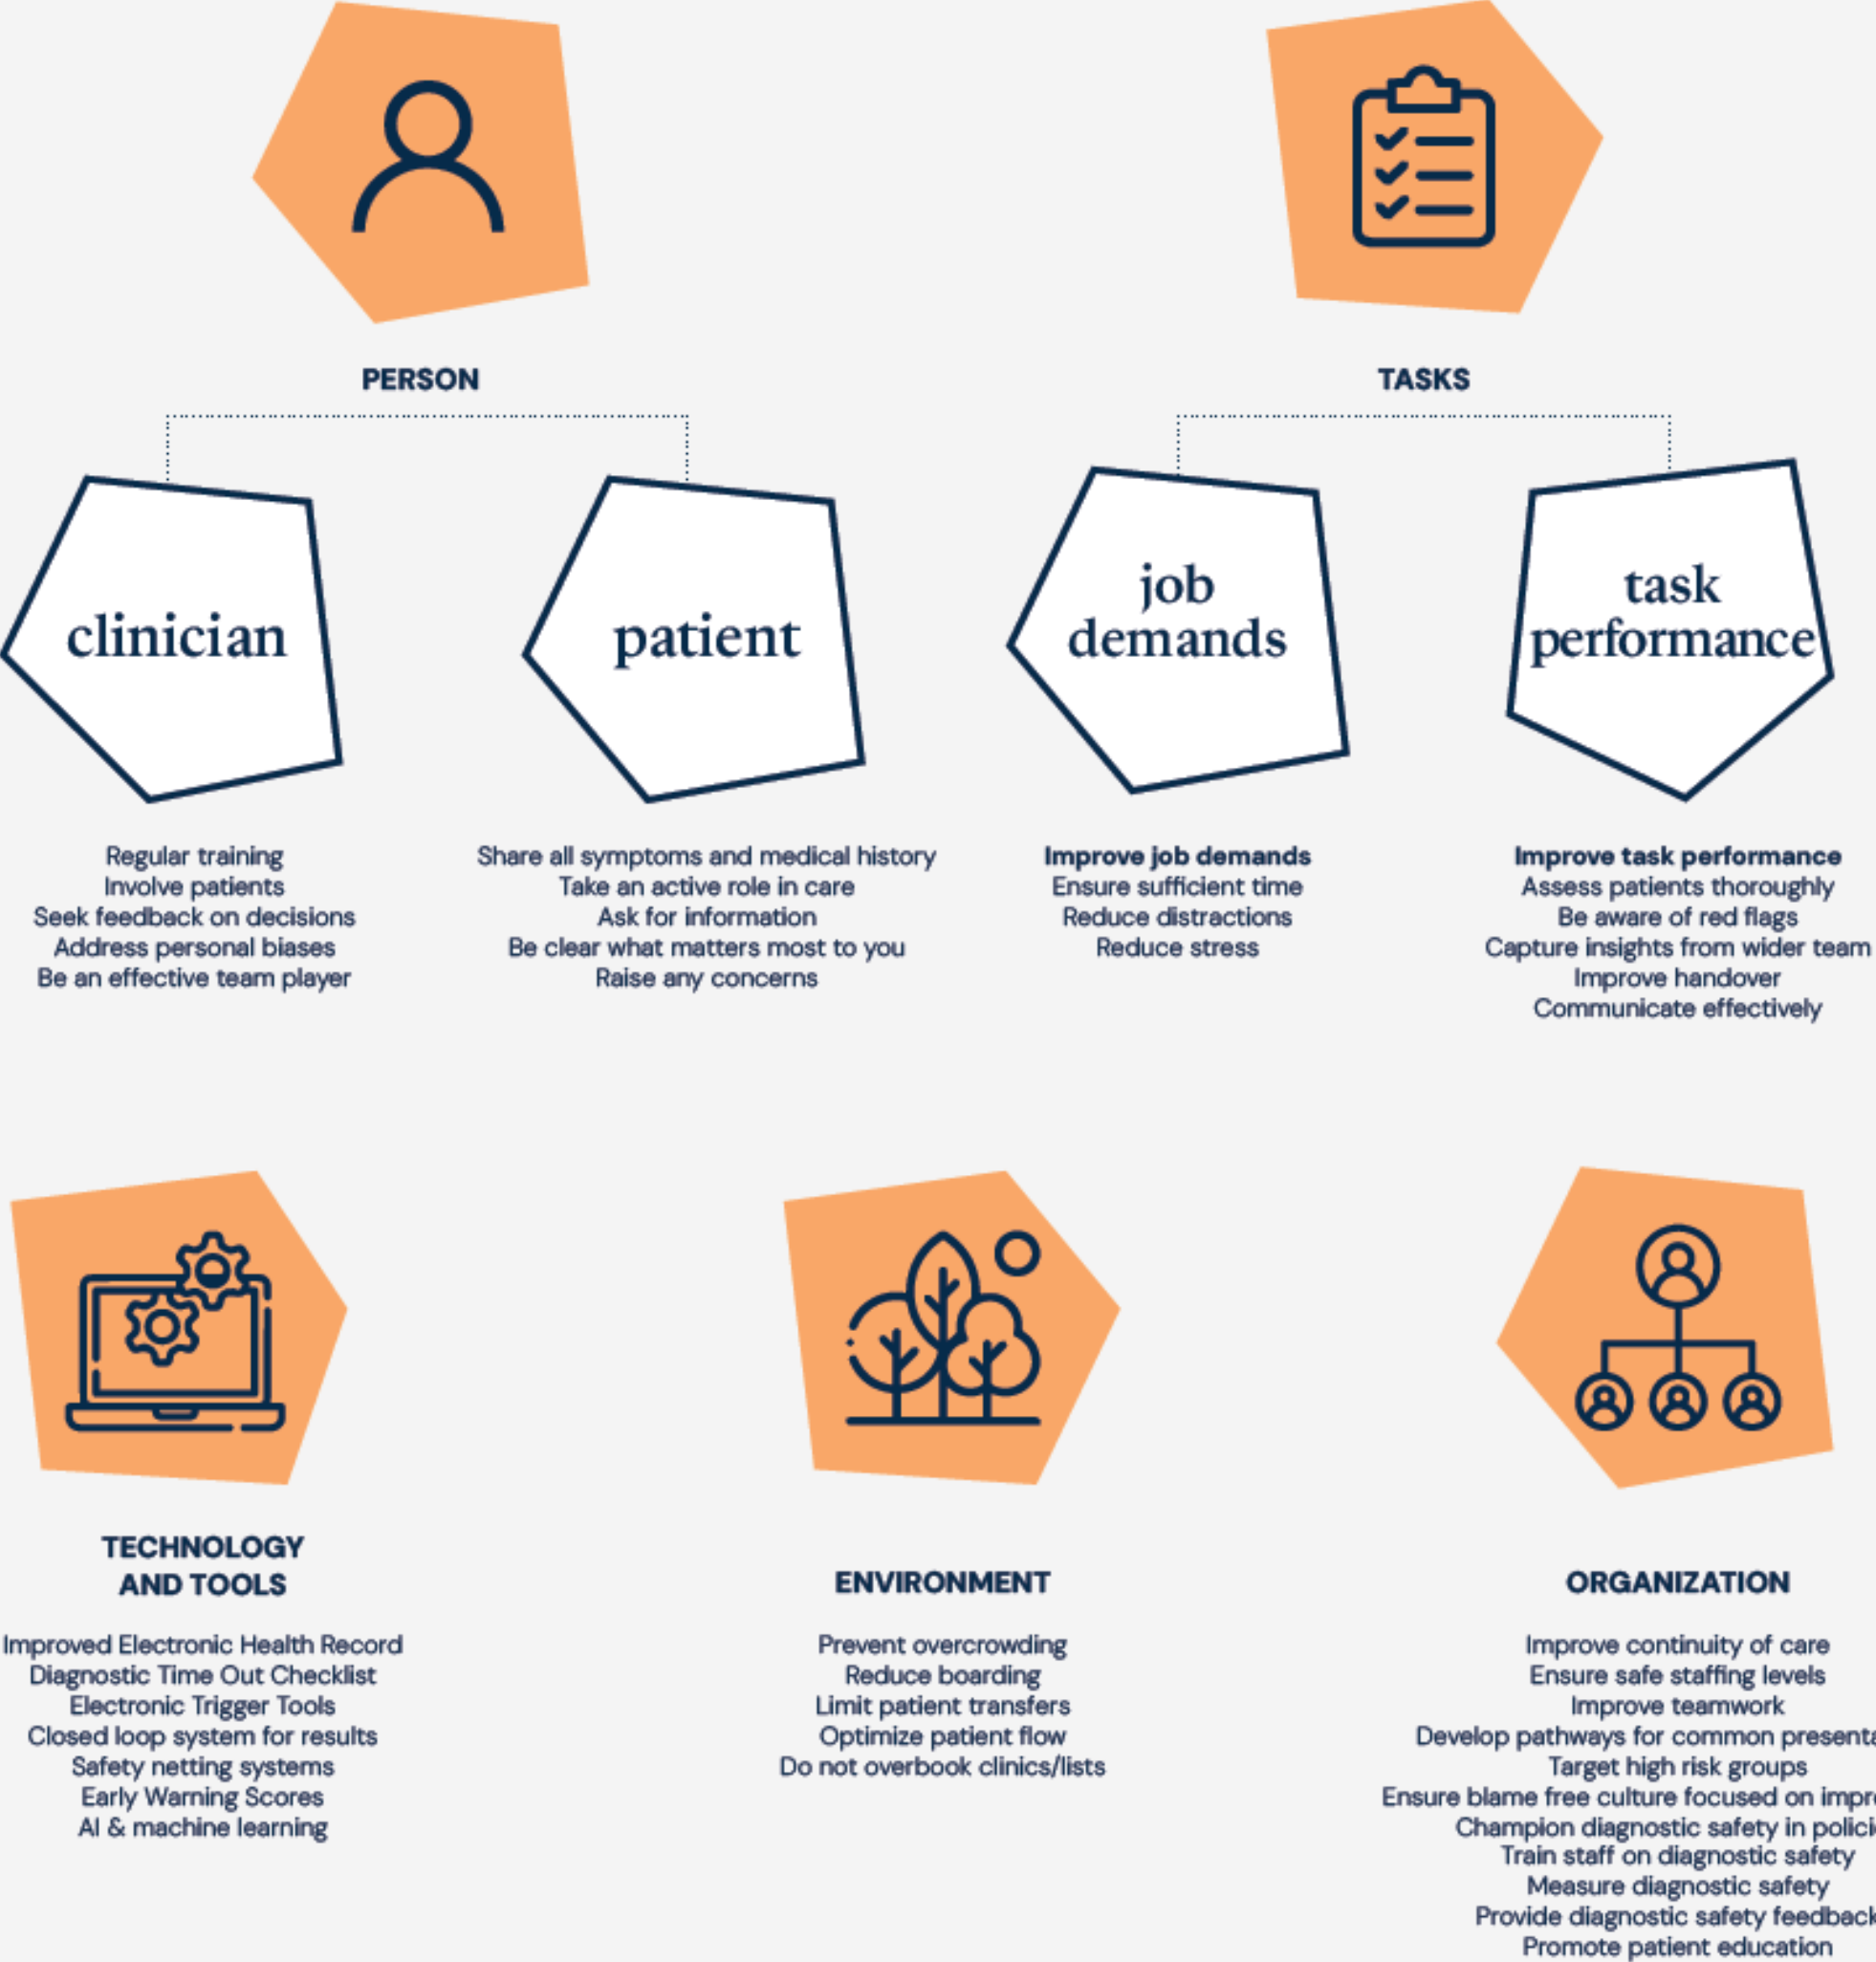 PERSON
clinician
Regular training
Involve patients
Seek feedback on decisions
Address personal biases
Be an effective team player
patient
Share all symptoms and medical history
Take an active role in care
Ask for information
Be clear what matters most to you
Raise any concerns
TASKS
job
demands
Improve job demands
Ensure sufficient time
Reduce distractions
Reduce stress
task
performance
Improve task performance
Assess patients thoroughly
Be aware of red flags
Capture insights from wider team
Improve handover
Communicate effectively
TECHNOLOGY
AND TOOLS
Improved Electronic Health Record
Diagnostic Time Out Checklist
Electronic Trigger Tools
Closed loop system for results
Safety netting systems
Early Warning Scores
AI & machine learning
ENVIRONMENT
Prevent overcrowding
Reduce boarding
Limit patient transfers
Optimize patient flow
Do not overbook clinics/lists
ORGANIZATION
Improve continuity of care
Ensure safe staffing levels
Improve teamwork
Develop pathways for common
Target high risk groups
Ensure blame free culture focused on
Champion diagnostic safety in
Train staff on diagnostic safety
Measure diagnostic safety
Provide diagnostic safety feedback
Promote patient education